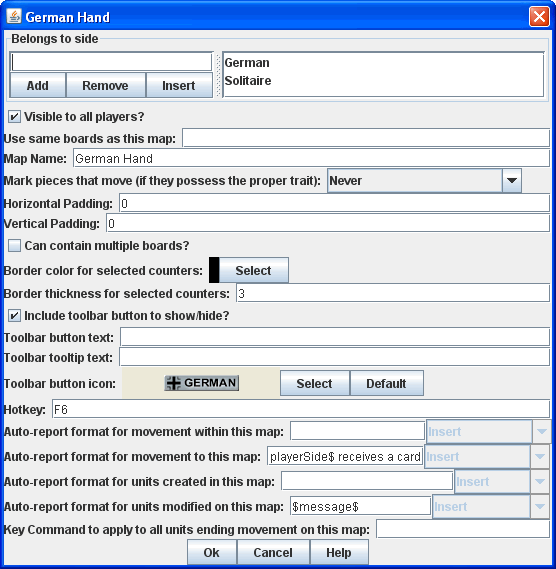 German Hand
Belongs to side
German
Solitaire
Add Remove Insert
Visible to all players?
Use same boards as this map:
Map Name: German Hand
Mark pieces that move (if they possess the proper trait): Never
Horizontal Padding: 0
Vertical Padding: 0
Can contain multiple boards?
Border color for selected counters: Select
Border thickness for selected counters: 3
Include toolbar button to show/hide?
Toolbar button text:
Toolbar tooltip text:
Toolbar button icon: GERMAN Select Default
Hotkey: F6
Auto-report format for movement within this map: Insert
Auto-report format for movement to this map: playerSide$ receives a card Insert
Auto-report format for units created in this map: Insert
Auto-report format for units modified on this map: $message$ Insert
Key Command to apply to all units ending movement on this map:
Ok Cancel Help